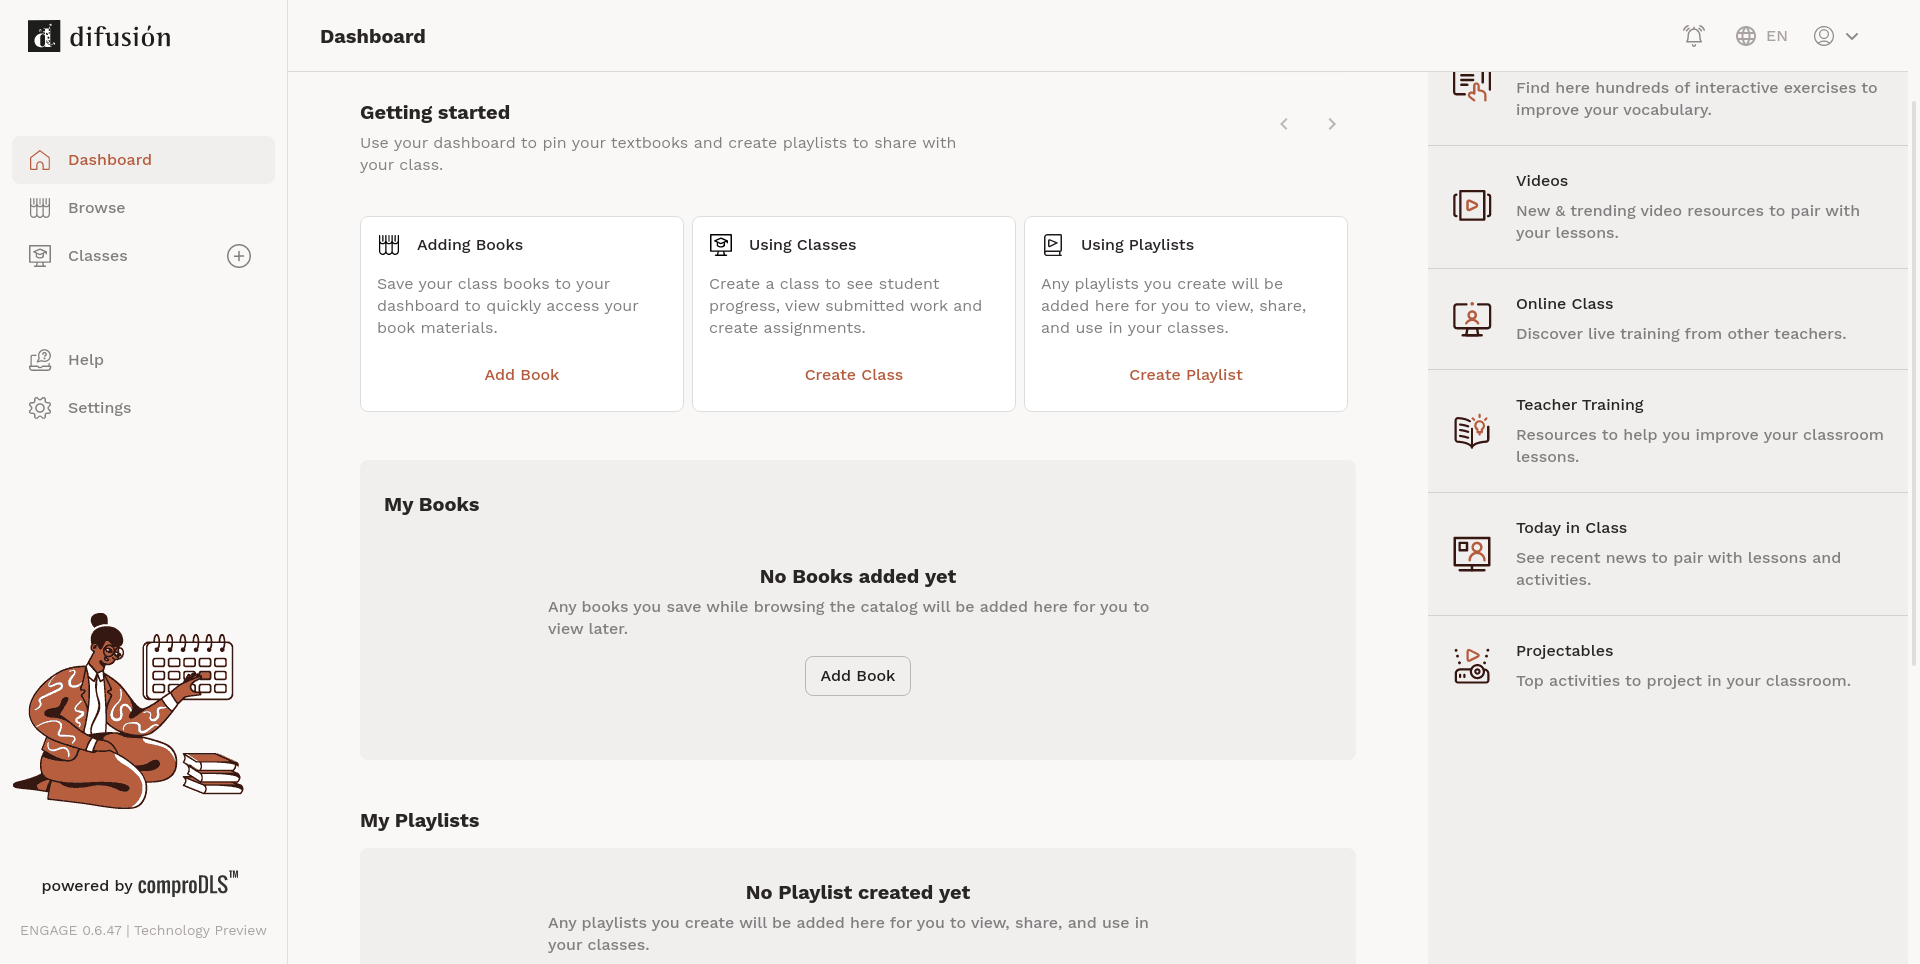 difusión
Dashboard
EN
Dashboard
Browse
Classes
Help
Settings
powered by comproDLS™
ENGAGE 0.6.47 | Technology Preview
Getting started
Use your dashboard to pin your textbooks and create playlists to share with
your class.
Adding Books
Save your class books to your
dashboard to quickly access your
book materials.
Add Book
Using Classes
Create a class to see student
progress, view submitted work and
create assignments.
Create Class
Using Playlists
Any playlists you create will be
added here for you to view, share,
and use in your classes.
Create Playlist
My Books
No Books added yet
Any books you save while browsing the catalog will be added here for you to
view later.
Add Book
My Playlists
No Playlist created yet
Any playlists you create will be added here for you to view, share, and use in
your classes.
Find here hundreds of interactive exercises to
improve your vocabulary.
Videos
New & trending video resources to pair with
your lessons.
Online Class
Discover live training from other teachers.
Teacher Training
Resources to help you improve your classroom
lessons.
Today in Class
See recent news to pair with lessons and
activities.
Projectables
Top activities to project in your classroom.